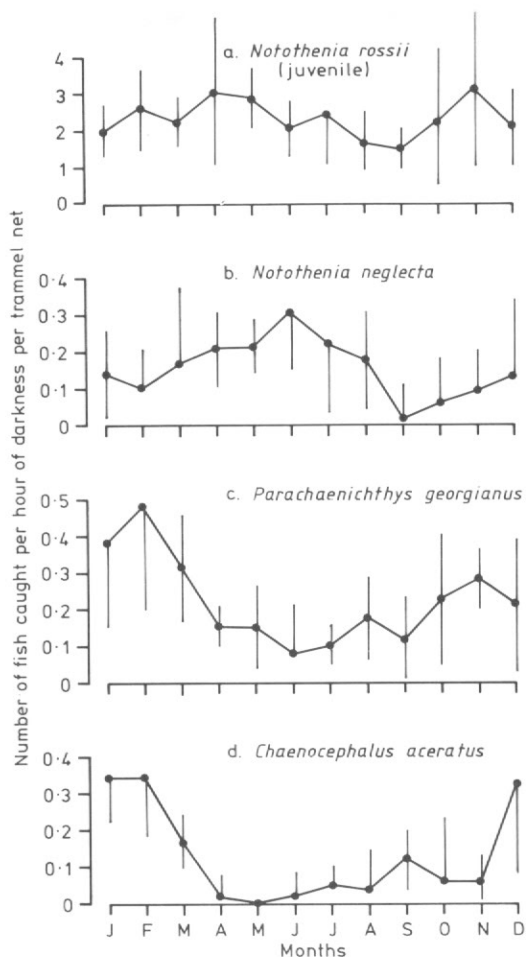 Number of fish caught per hour of darkness per trammel net
a. Notothenia rossii
(juvenile)
4
3
2
1
0
b. Notothenia neglecta
0·4
0·3
0·2
0·1
0
c. Parachaenichthys georgianus
0·5
0·4
0·3
0·2
0·1
0
d. Chaenocephalus aceratus
0·4
0·3
0·2
0·1
0
J F M A M J J A S O N D
Months